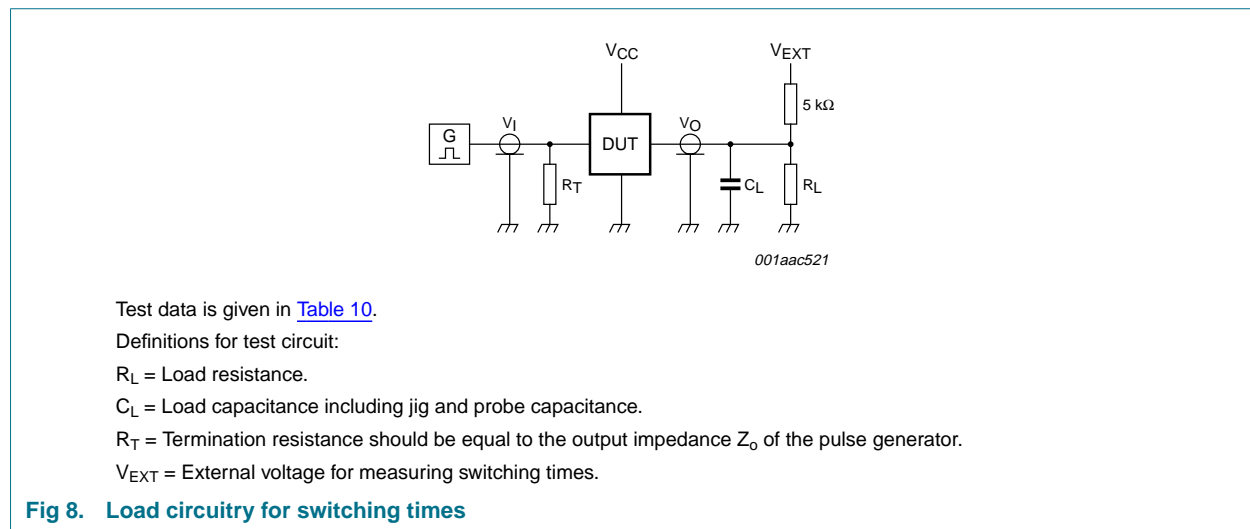 VCC
VEXT
5 kΩ
G
VI
DUT
VO
RT
CL
RL
001aac521
Test data is given in Table 10.
Definitions for test circuit:
RL = Load resistance.
CL = Load capacitance including jig and probe capacitance.
RT = Termination resistance should be equal to the output impedance Zo of the pulse generator.
VEXT = External voltage for measuring switching times.
Fig 8. Load circuitry for switching times